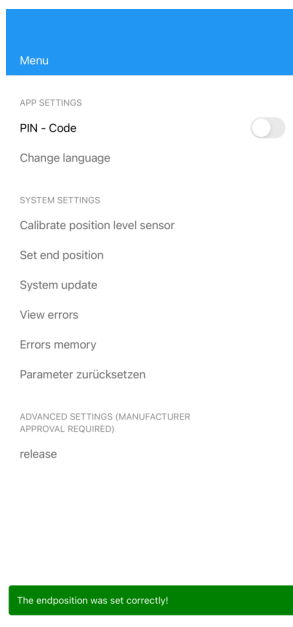 Menu
APP SETTINGS
PIN - Code
Change language
SYSTEM SETTINGS
Calibrate position level sensor
Set end position
System update
View errors
Errors memory
Parameter zurücksetzen
ADVANCED SETTINGS (MANUFACTURER
APPROVAL REQUIRED)
release
The endposition was set correctly!